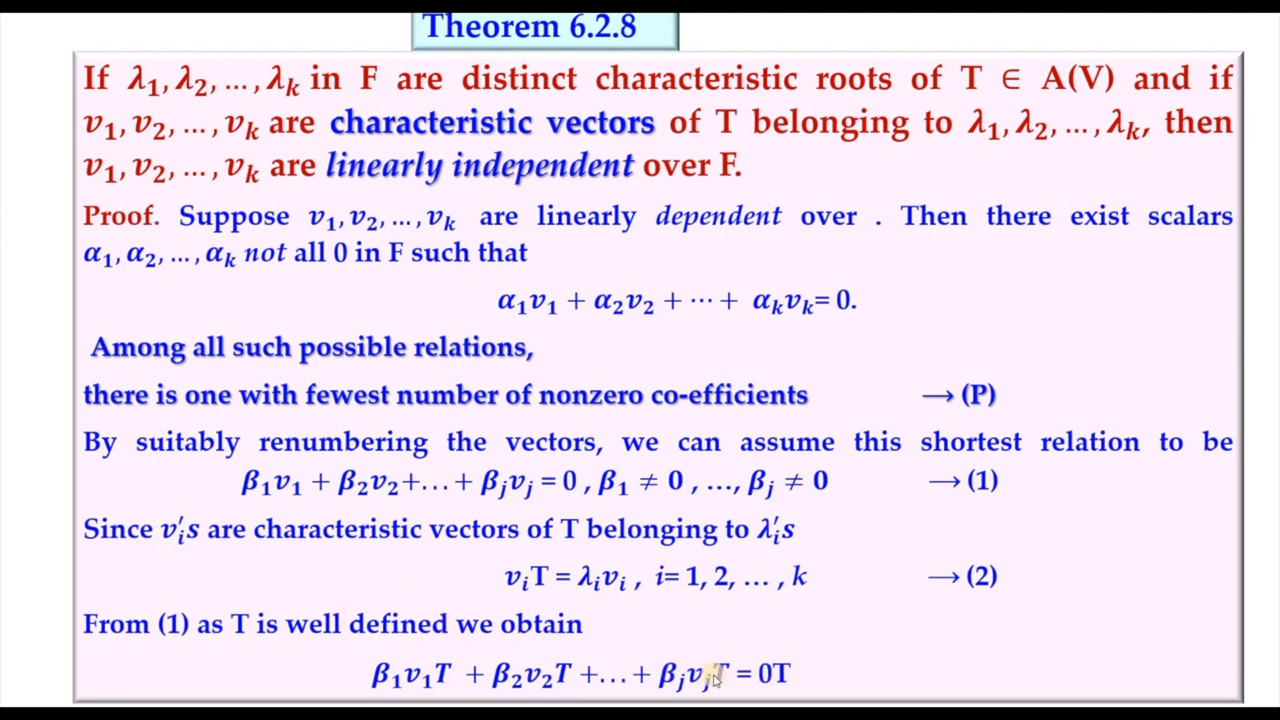 Theorem 6.2.8
If λ₁, λ₂, ..., λₖ in F are distinct characteristic roots of T ∈ A(V) and if
v₁, v₂, ..., vₖ are characteristic vectors of T belonging to λ₁, λ₂, ..., λₖ, then
v₁, v₂, ..., vₖ are linearly independent over F.
Proof. Suppose v₁, v₂, ..., vₖ are linearly dependent over . Then there exist scalars
α₁, α₂, ..., αₖ not all 0 in F such that
α₁v₁ + α₂v₂ + ⋯ + αₖvₖ= 0.
Among all such possible relations,
there is one with fewest number of nonzero co-efficients → (P)
By suitably renumbering the vectors, we can assume this shortest relation to be
β₁v₁ + β₂v₂+...+ βⱼvⱼ = 0 , β₁ ≠ 0 , ..., βⱼ ≠ 0 → (1)
Since vᵢ′s are characteristic vectors of T belonging to λᵢ′s
vᵢT = λᵢvᵢ , i= 1, 2, ... , k → (2)
From (1) as T is well defined we obtain
β₁v₁T + β₂v₂T +...+ βⱼvⱼT = 0T